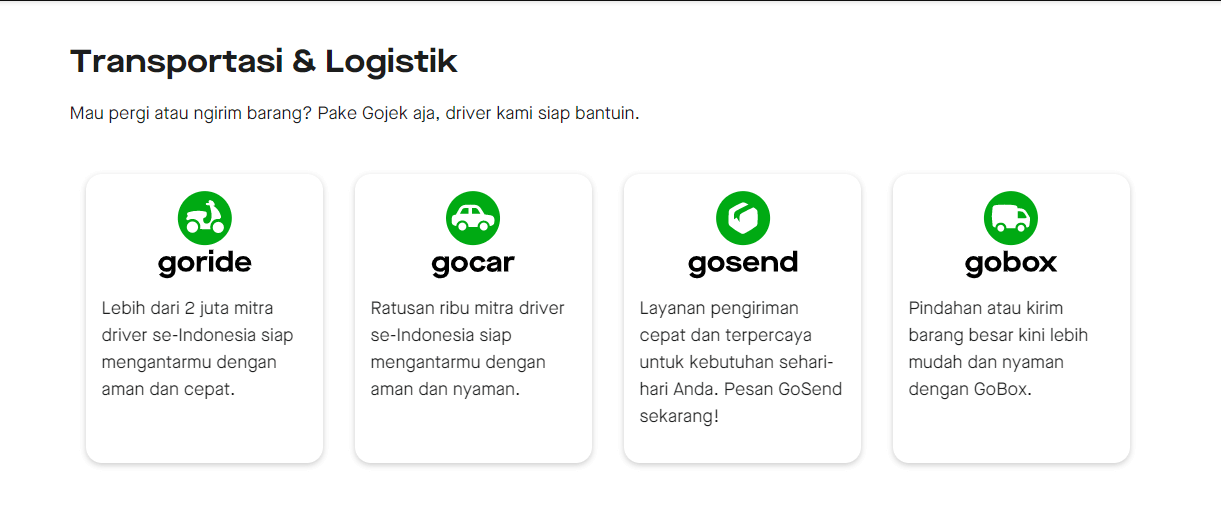 Transportasi & Logistik
Mau pergi atau ngirim barang? Pake Gojek aja, driver kami siap bantuin.
goride
Lebih dari 2 juta mitra
driver se-Indonesia siap
mengantarmu dengan
aman dan cepat.
gocar
Ratusan ribu mitra driver
se-Indonesia siap
mengantarmu dengan
aman dan nyaman.
gosend
Layanan pengiriman
cepat dan terpercaya
untuk kebutuhan sehari-
hari Anda. Pesan GoSend
sekarang!
gobox
Pindahan atau kirim
barang besar kini lebih
mudah dan nyaman
dengan GoBox.